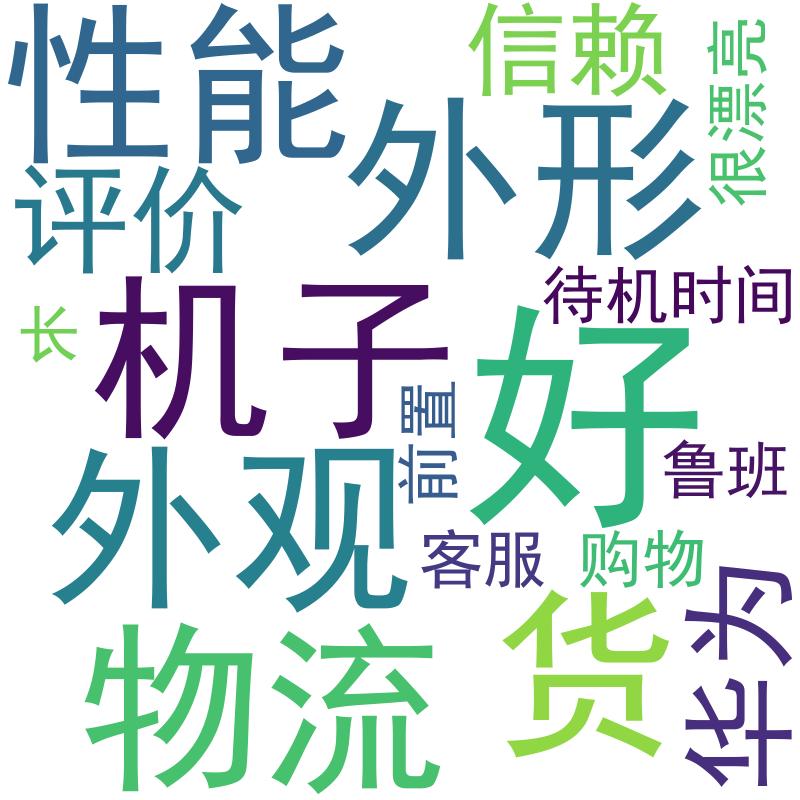 性能
信赖
很漂亮
外形
评价
待机时间
机子
长
好
前置
鲁班
外观
客服
购物
华为
货
物流